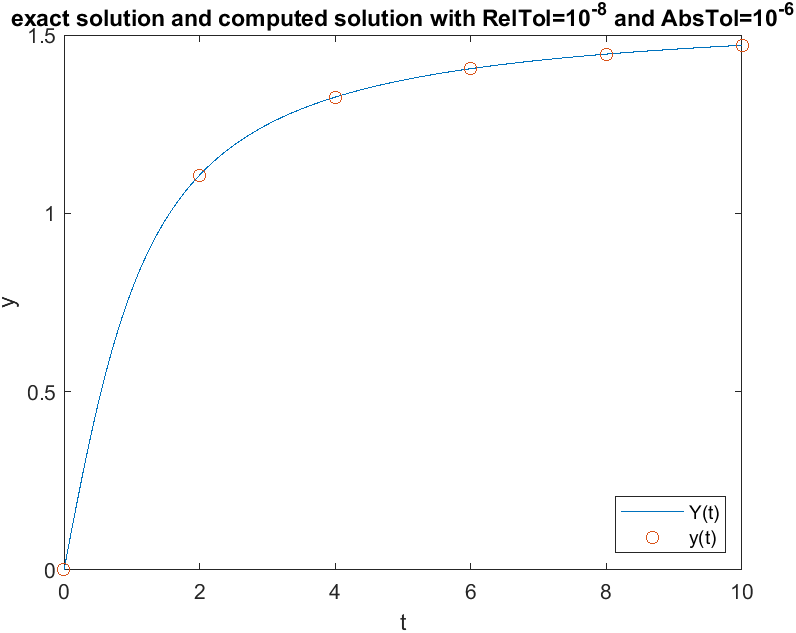 exact solution and computed solution with RelTol=10^-8 and AbsTol=10^-6
1.5
1
0.5
0
y
0 2 4 6 8 10
t
Y(t)
y(t)